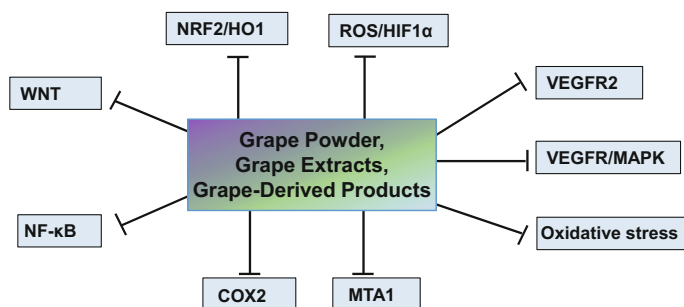 NRF2/HO1
ROS/HIF1α
WNT
VEGFR2
Grape Powder,
Grape Extracts,
Grape-Derived Products
VEGFR/MAPK
NF-κB
Oxidative stress
COX2
MTA1